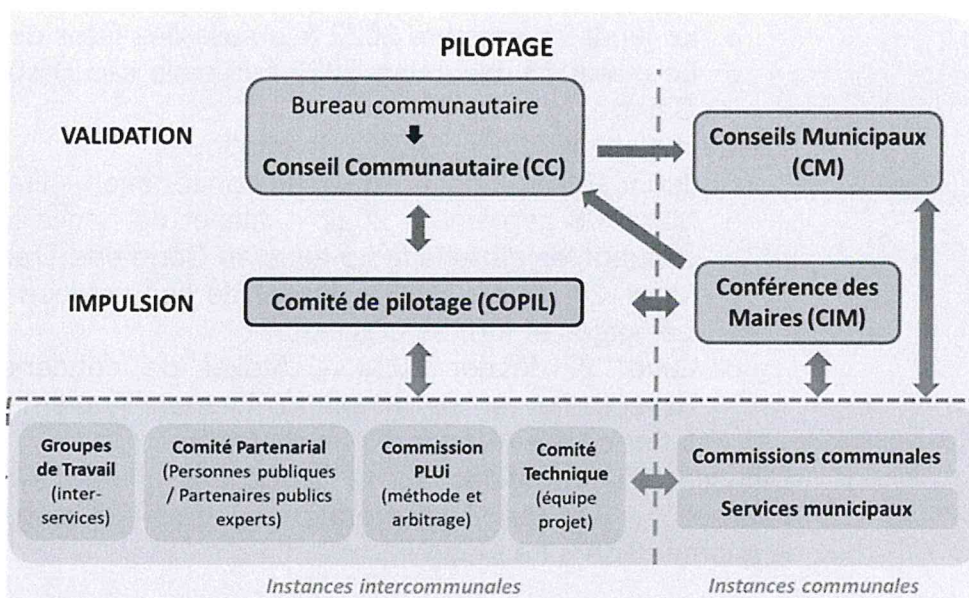 PILOTAGE
VALIDATION
Bureau communautaire
Conseil Communautaire (CC)
Conseils Municipaux
(CM)
IMPULSION
Comité de pilotage (COPIL)
Conférence des
Maires (CIM)
Groupes
de Travail
(inter-
services)
Comité Partenarial
(Personnes publiques
/ Partenaires publics
experts)
Commission
PLUi
(méthode et
arbitrage)
Comité
Technique
(équipe
projet)
Commissions communales
Services municipaux
Instances intercommunales
Instances communales